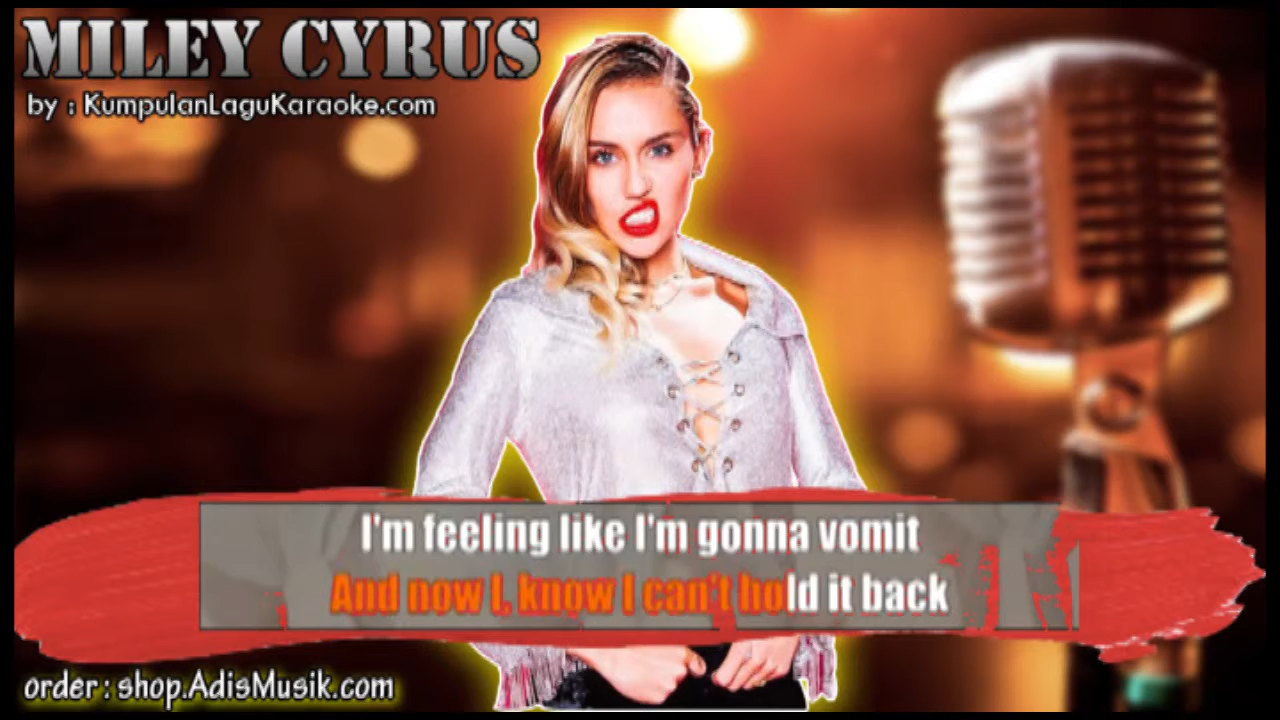 MILEY CYRUS
by : KumpulanLaguKaraoke.com
I'm feeling like I'm gonna vomit
And now I, know I can't hold it back
order : shop.AdisMusik.com